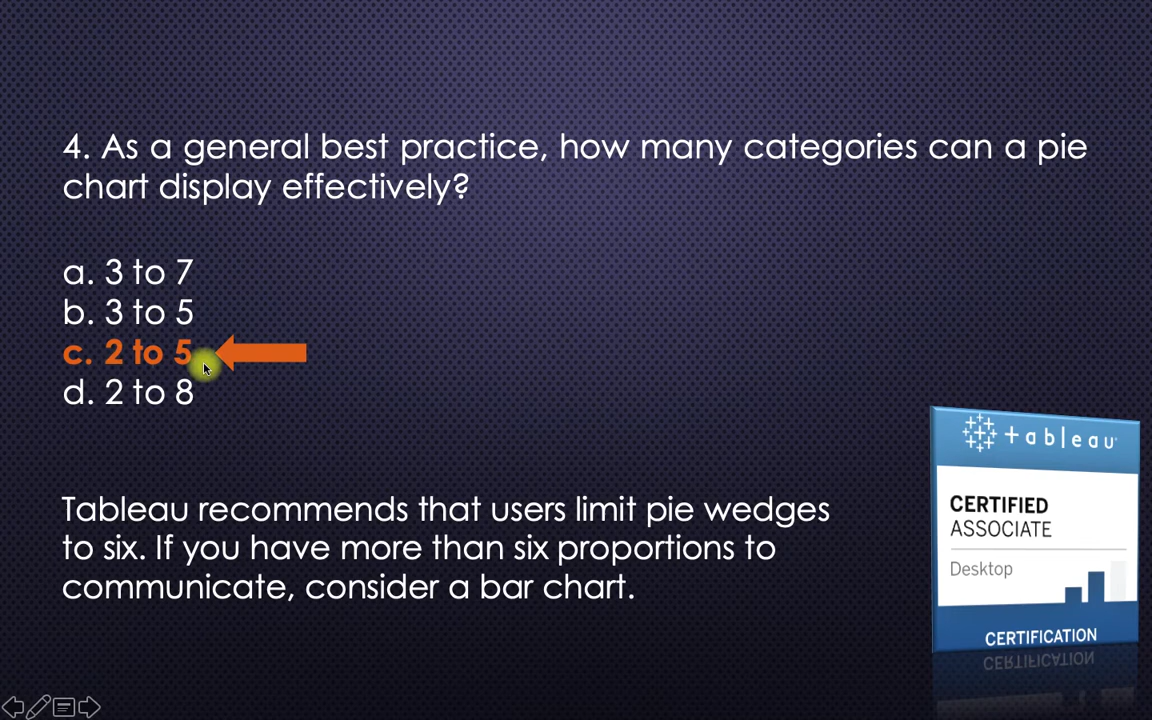 4. As a general best practice, how many categories can a pie
chart display effectively?
a. 3 to 7
b. 3 to 5
c. 2 to 5
d. 2 to 8
Tableau recommends that users limit pie wedges
to six. If you have more than six proportions to
communicate, consider a bar chart.
+ a b l e a u
CERTIFIED
ASSOCIATE
Desktop
CERTIFICATION